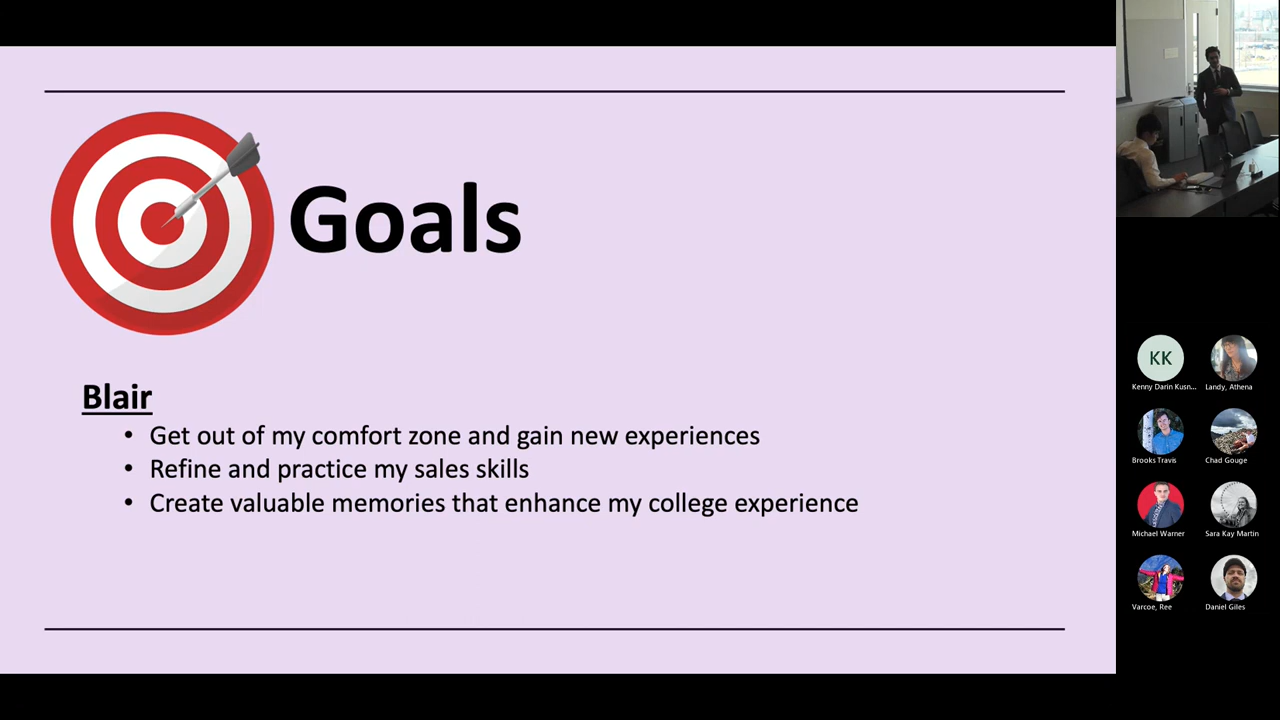 Goals
Blair
• Get out of my comfort zone and gain new experiences
• Refine and practice my sales skills
• Create valuable memories that enhance my college experience
KK
Kenny Darin Kusn...
Landy, Athena
Brooks Travis
Chad Gouge
Michael Warner
Sara Kay Martin
Varcoe, Ree
Daniel Giles